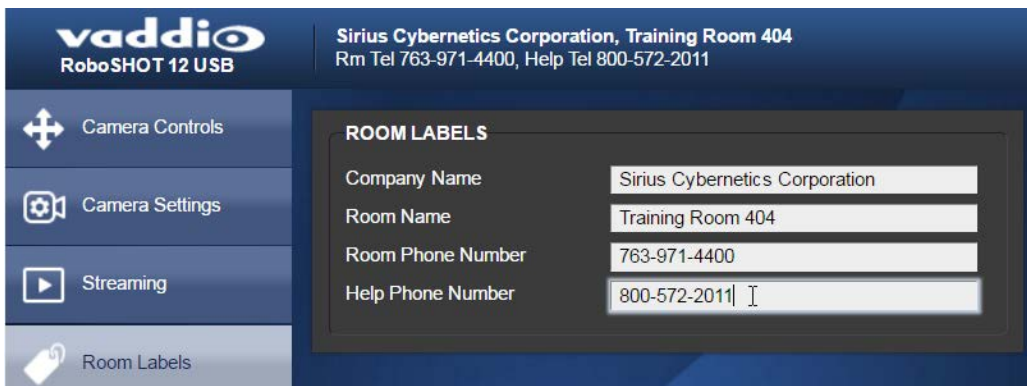 vaddio
RoboSHOT 12 USB
Sirius Cybernetics Corporation, Training Room 404
Rm Tel 763-971-4400, Help Tel 800-572-2011
Camera Controls
Camera Settings
Streaming
Room Labels
ROOM LABELS
Company Name Sirius Cybernetics Corporation
Room Name Training Room 404
Room Phone Number 763-971-4400
Help Phone Number 800-572-2011